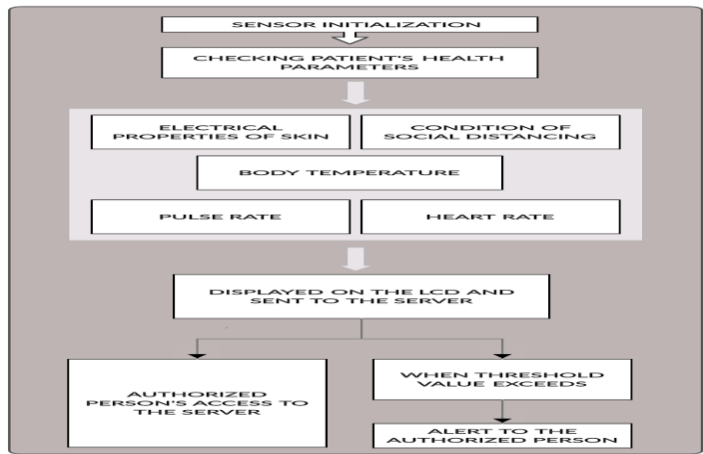 SENSOR INITIALIZATION
CHECKING PATIENT'S HEALTH
PARAMETERS
ELECTRICAL
PROPERTIES OF SKIN
CONDITION OF
SOCIAL DISTANCING
BODY TEMPERATURE
PULSE RATE
HEART RATE
DISPLAYED ON THE LCD AND
SENT TO THE SERVER
AUTHORIZED
PERSON'S ACCESS TO
THE SERVER
WHEN THRESHOLD
VALUE EXCEEDS
ALERT TO THE
AUTHORIZED PERSON